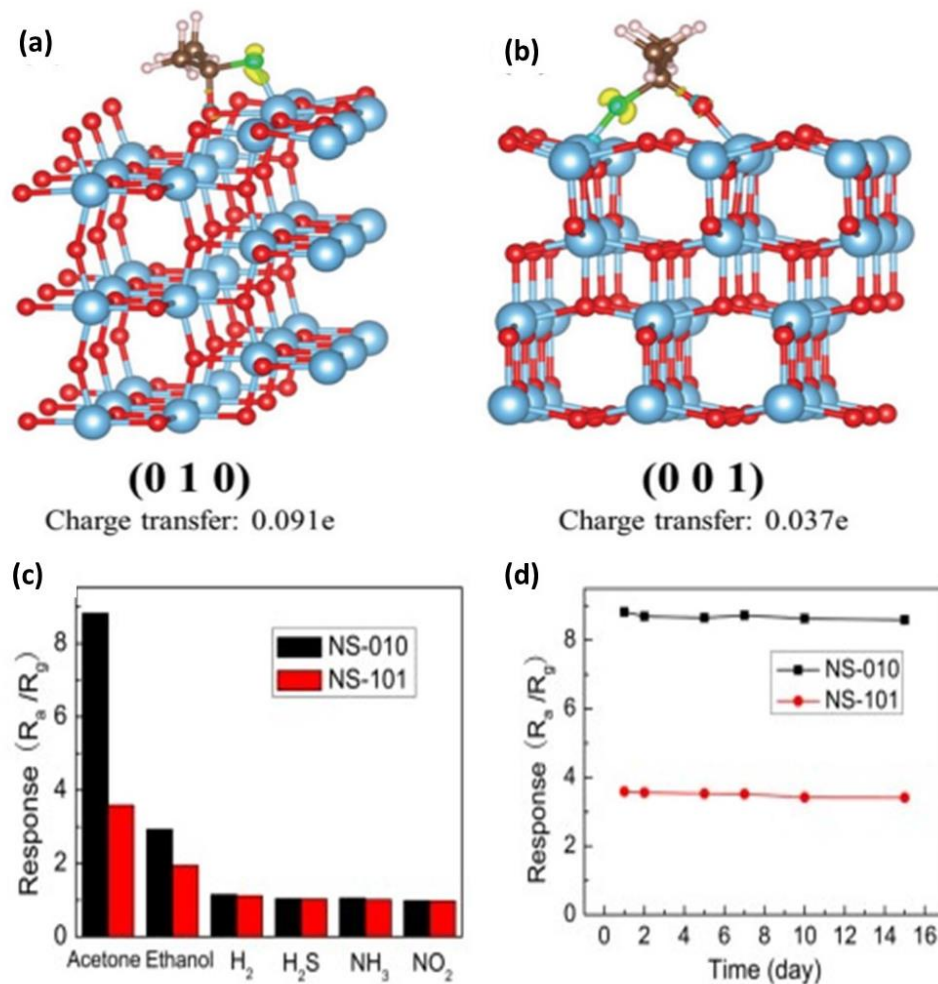 (a)
(b)
(0 1 0)
Charge transfer: 0.091e
(0 0 1)
Charge transfer: 0.037e
(c)
Response (Rₐ /R_g)
8
6
4
2
0
NS-010
NS-101
Acetone Ethanol H₂ H₂S NH₃ NO₂
(d)
Response (Rₐ /R_g)
8
6
4
2
0
NS-010
NS-101
0 2 4 6 8 10 12 14 16
Time (day)